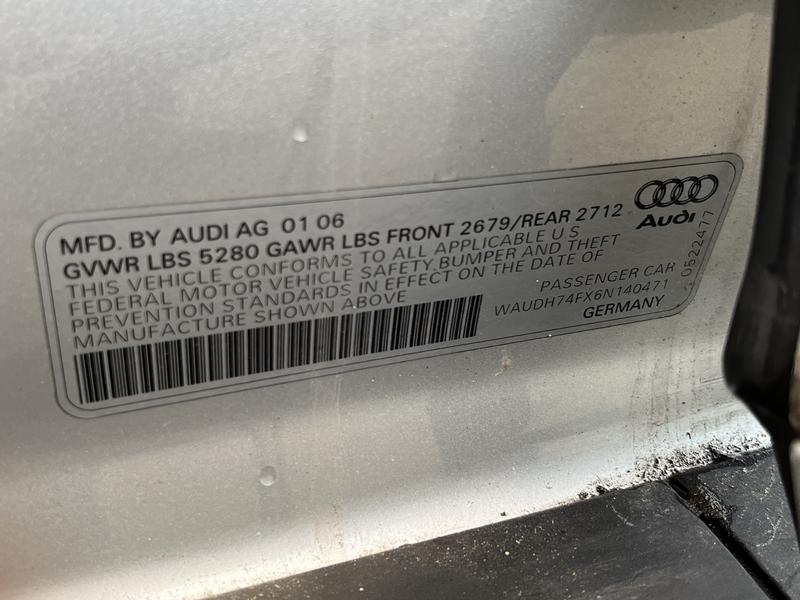 MFD. BY AUDI AG 01 06
GVWR LBS 5280 GAWR LBS FRONT 2679/REAR 2712
THIS VEHICLE CONFORMS TO ALL APPLICABLE U S
FEDERAL MOTOR VEHICLE SAFETY, BUMPER AND THEFT
PREVENTION STANDARDS IN EFFECT ON THE DATE OF
MANUFACTURE SHOWN ABOVE
PASSENGER CAR
WAUDH74FX6N140471
GERMANY
Audi
0522477